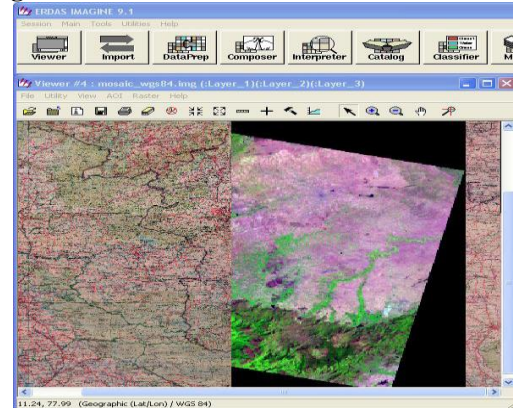 ERDAS IMAGINE 9.1
Session Main Tools Utilities Help
Viewer Import DataPrep Composer Interpreter Catalog Classifier
Viewer #4 : mosaic_wgs84.img (:Layer_1)(:Layer_2)(:Layer_3)
File Utility View AOI Raster Help
11.24, 77.99 (Geographic (Lat/Lon) / WGS 84)